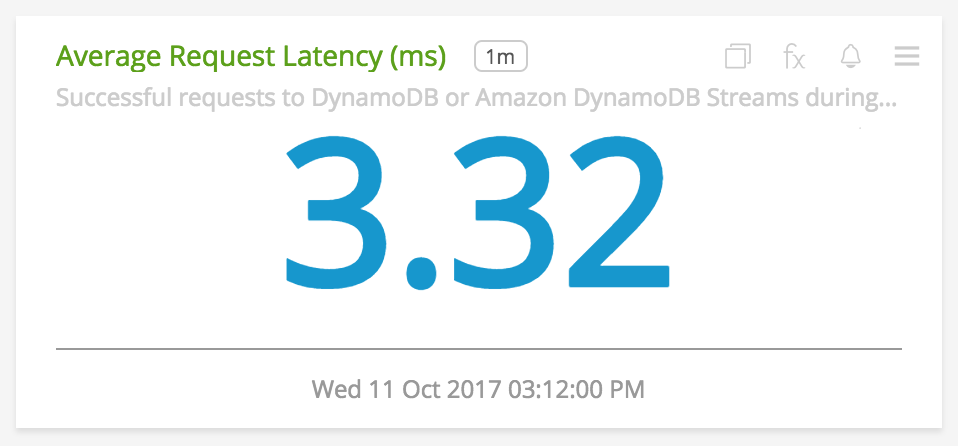 Average Request Latency (ms) 1m fx
Successful requests to DynamoDB or Amazon DynamoDB Streams during...
3.32
Wed 11 Oct 2017 03:12:00 PM